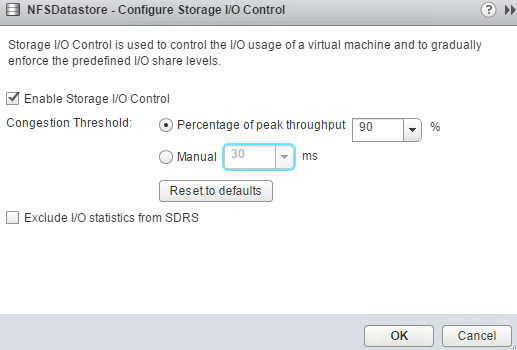 NFSDatastore - Configure Storage I/O Control
Storage I/O Control is used to control the I/O usage of a virtual machine and to gradually
enforce the predefined I/O share levels.
Enable Storage I/O Control
Congestion Threshold: Percentage of peak throughput 90 %
Manual 30 ms
Reset to defaults
Exclude I/O statistics from SDRS
OK Cancel